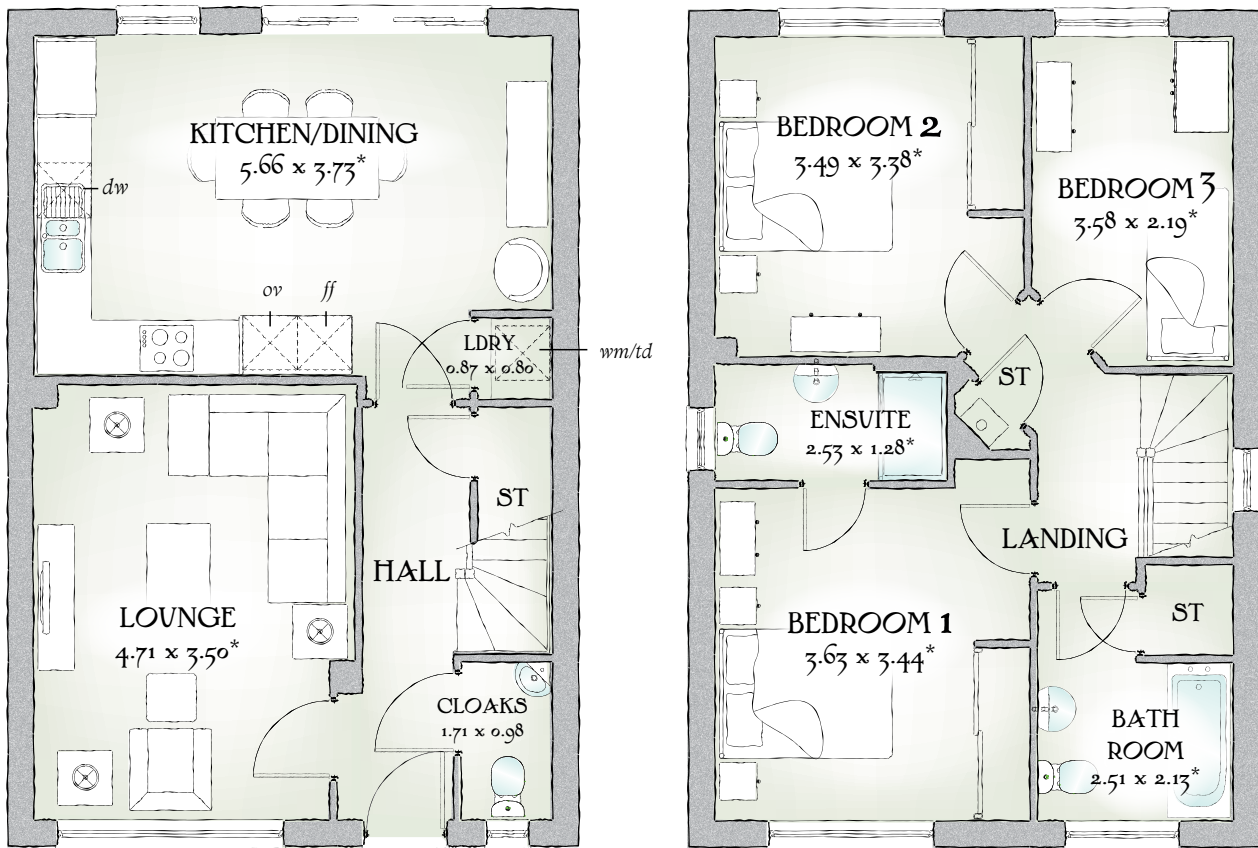 KITCHEN/DINING
5.66 x 3.73*
dw
ov
ff
LDRY
0.87 x 0.80
wm/td
ST
HALL
LOUNGE
4.71 x 3.50*
CLOAKS
1.71 x 0.98
BEDROOM 2
3.49 x 3.38*
BEDROOM 3
3.58 x 2.19*
ST
ENSUITE
2.53 x 1.28*
LANDING
BEDROOM 1
3.63 x 3.44*
ST
BATH
ROOM
2.51 x 2.13*